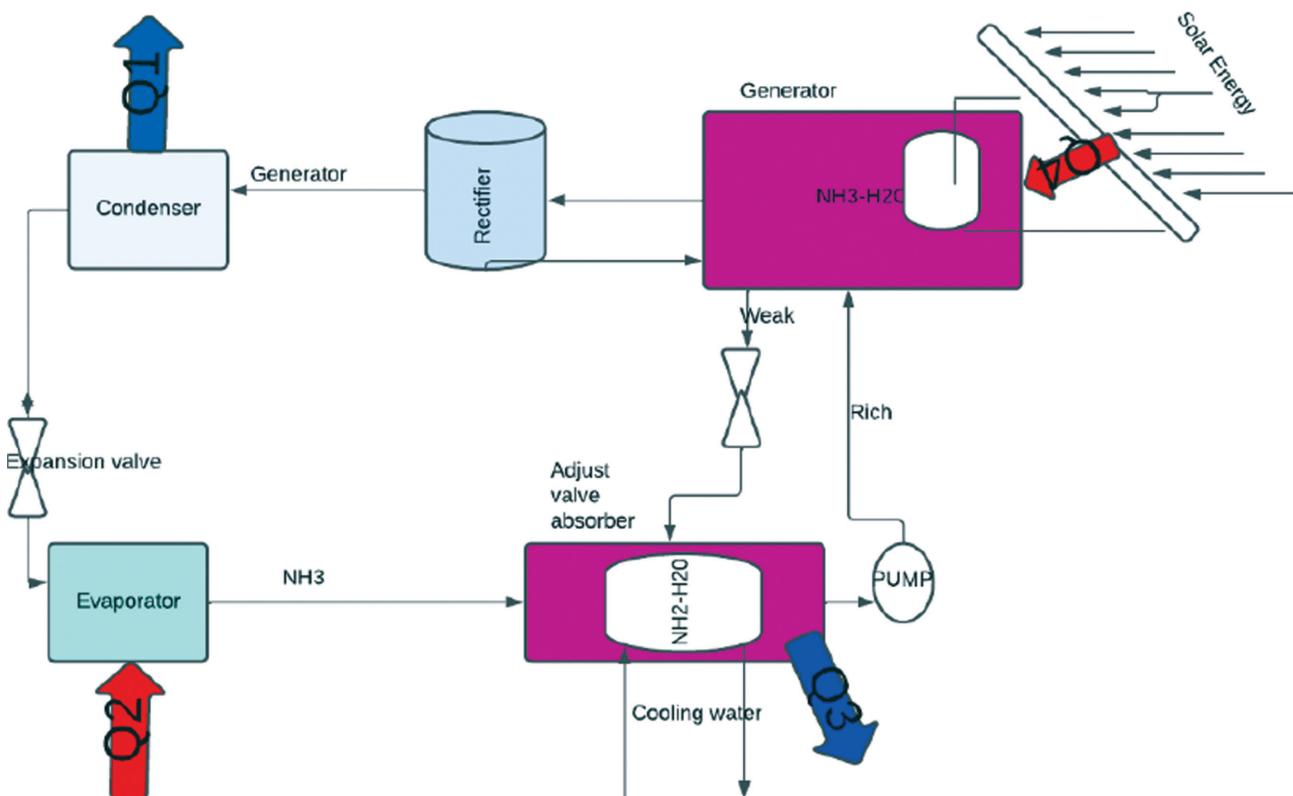 Q1
Solar Energy
Generator
Q4
Generator
Condenser
Rectifier
NH3-H2O
Weak
Rich
Expansion valve
Adjust
valve
absorber
Evaporator
NH3
NH2-H20
PUMP
Q2
Cooling water
Q3